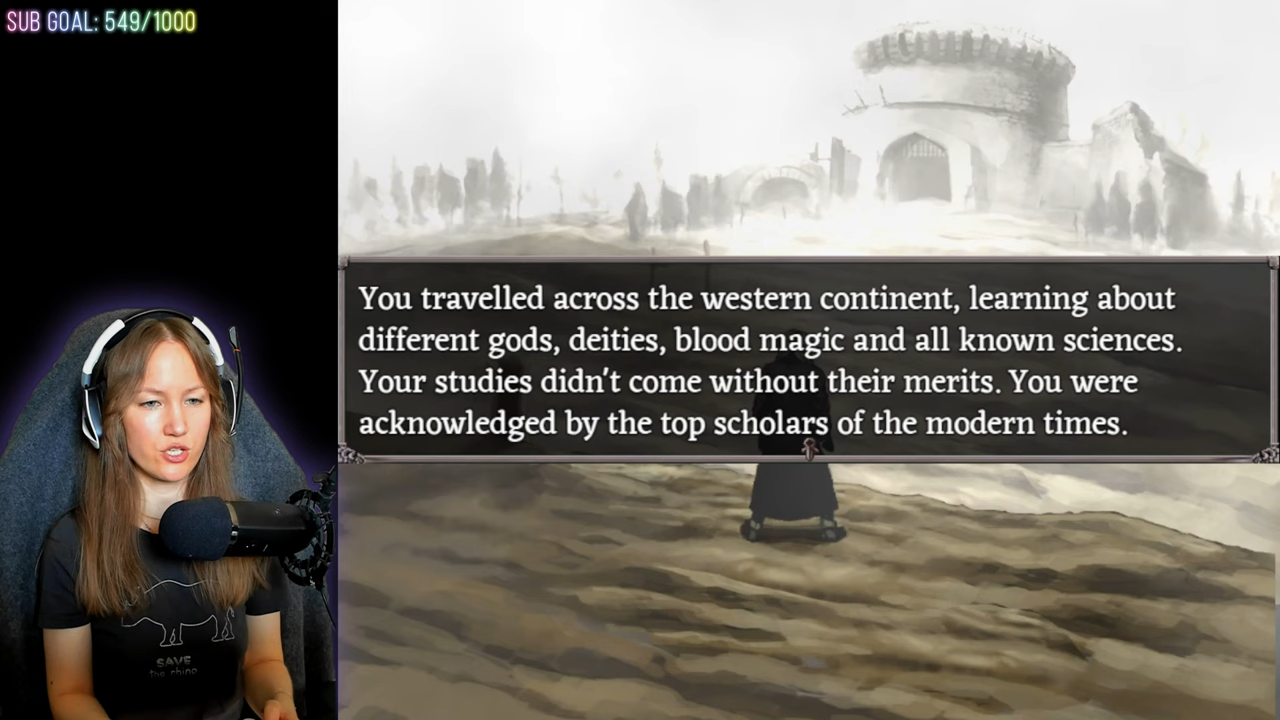 SUB GOAL: 549/1000
You travelled across the western continent, learning about
different gods, deities, blood magic and all known sciences.
Your studies didn't come without their merits. You were
acknowledged by the top scholars of the modern times.
SAVE
the rhino